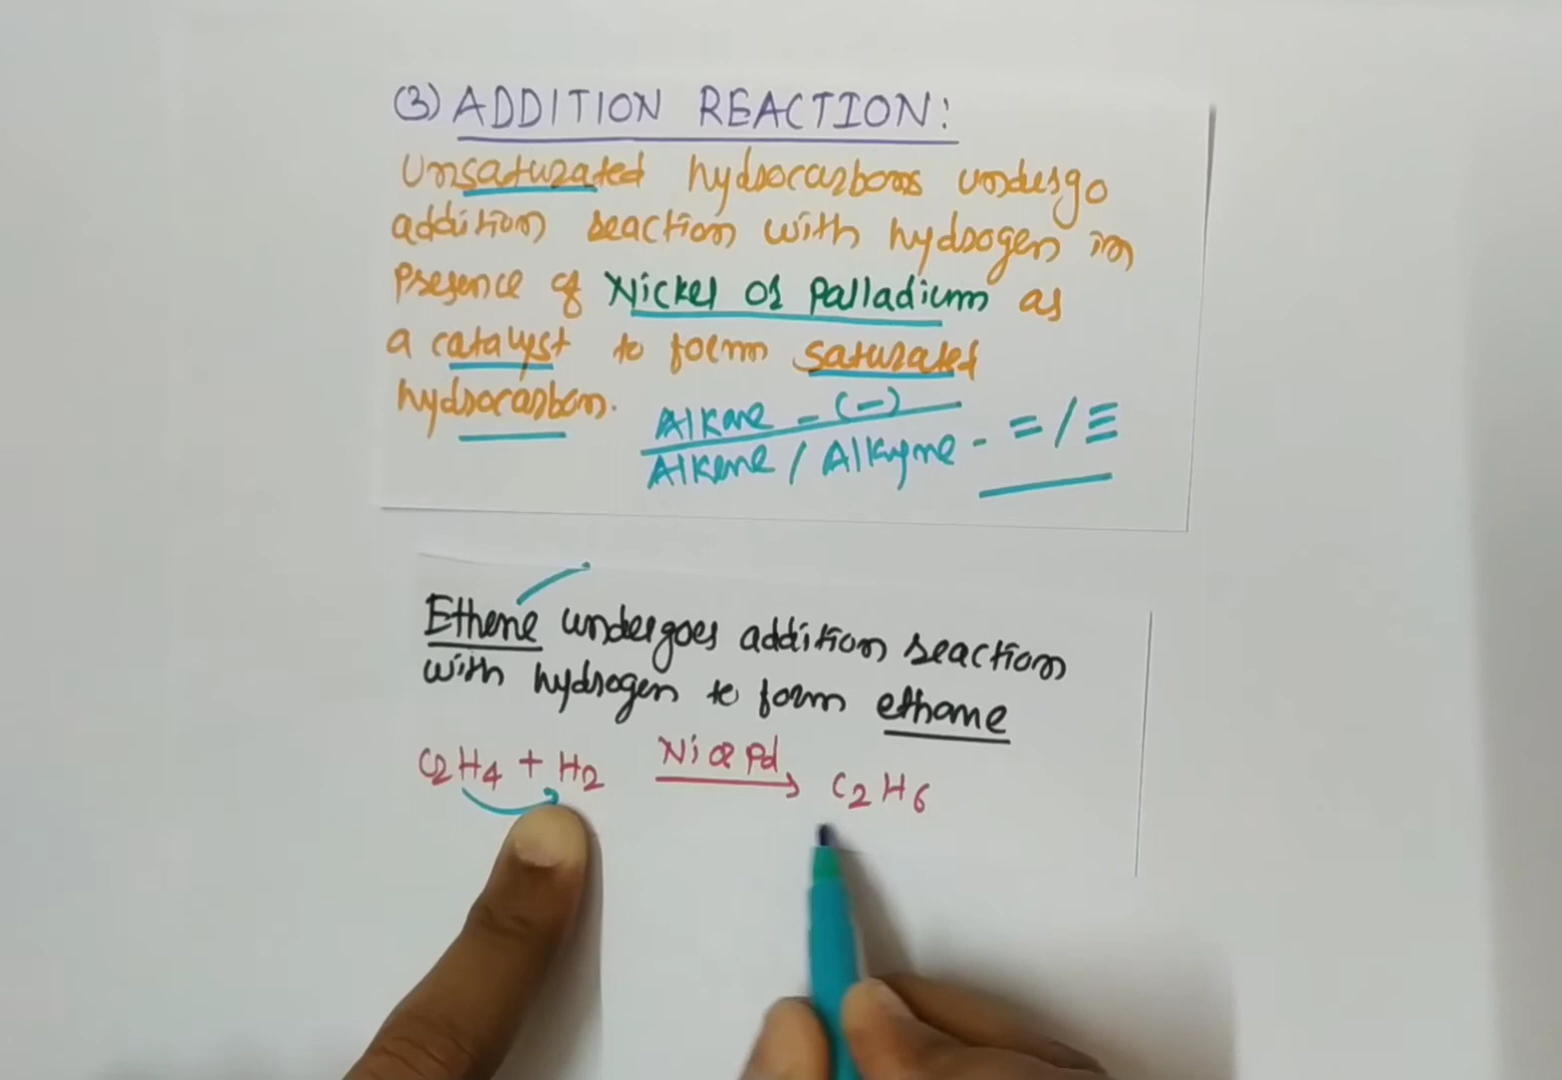 (3) ADDITION REACTION:
Unsaturated hydrocarbons undergo
addition reaction with hydrogen in
presence of Nickel or palladium as
a catalyst to form saturated
hydrocarbon.
Alkane - (-)
Alkene / Alkyne - = / ≡
Ethene undergoes addition reaction
with hydrogen to form ethane
C2H4 + H2 Ni or Pd → C2H6